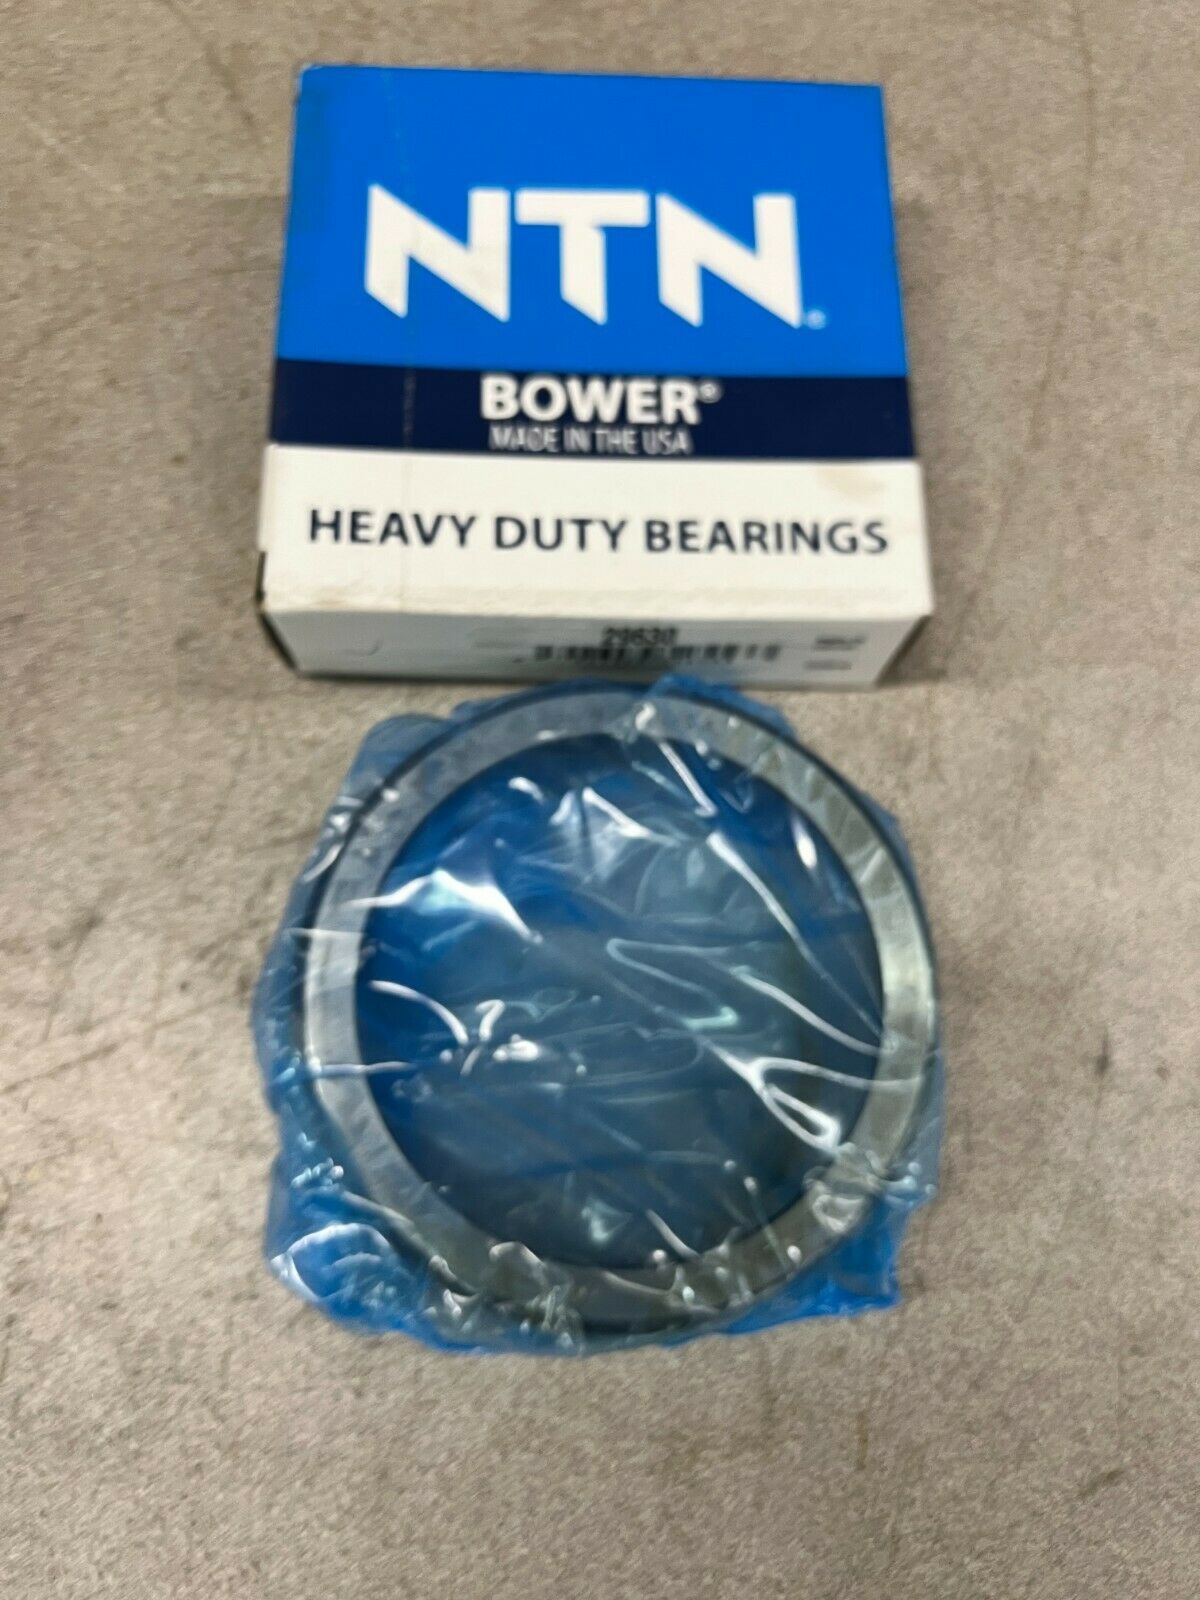 NTN®
BOWER®
MADE IN THE USA
HEAVY DUTY BEARINGS
29630